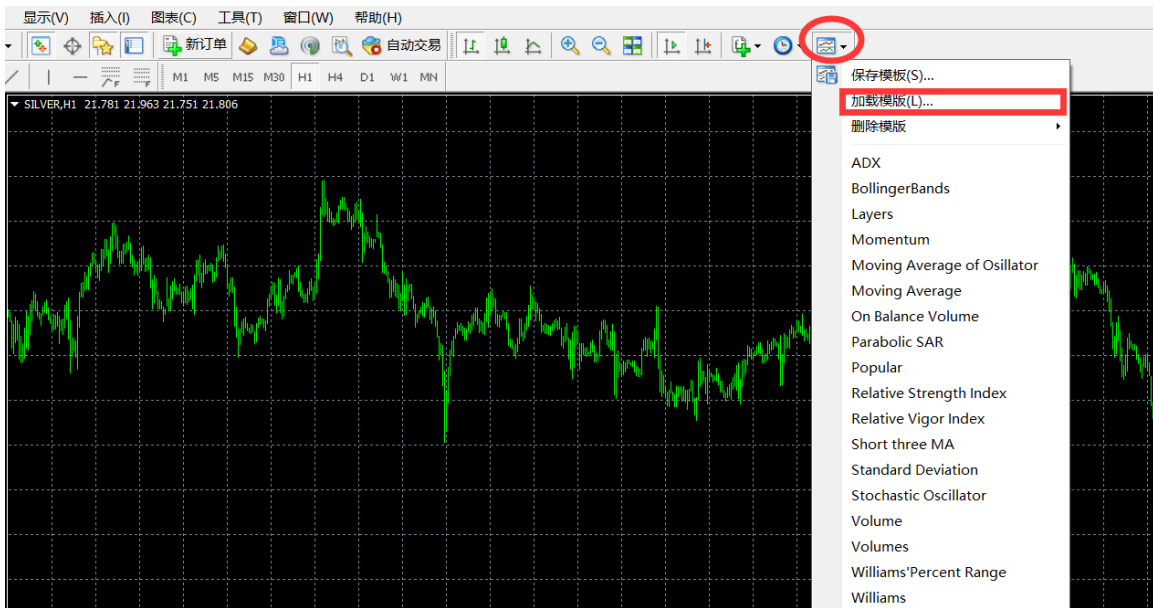 显示(V) 插入(I) 图表(C) 工具(T) 窗口(W) 帮助(H)
新订单 自动交易
M1 M5 M15 M30 H1 H4 D1 W1 MN
SILVER,H1 21.781 21.963 21.751 21.806
保存模板(S)...
加载模版(L)...
删除模版
ADX
BollingerBands
Layers
Momentum
Moving Average of Osillator
Moving Average
On Balance Volume
Parabolic SAR
Popular
Relative Strength Index
Relative Vigor Index
Short three MA
Standard Deviation
Stochastic Oscillator
Volume
Volumes
Williams'Percent Range
Williams